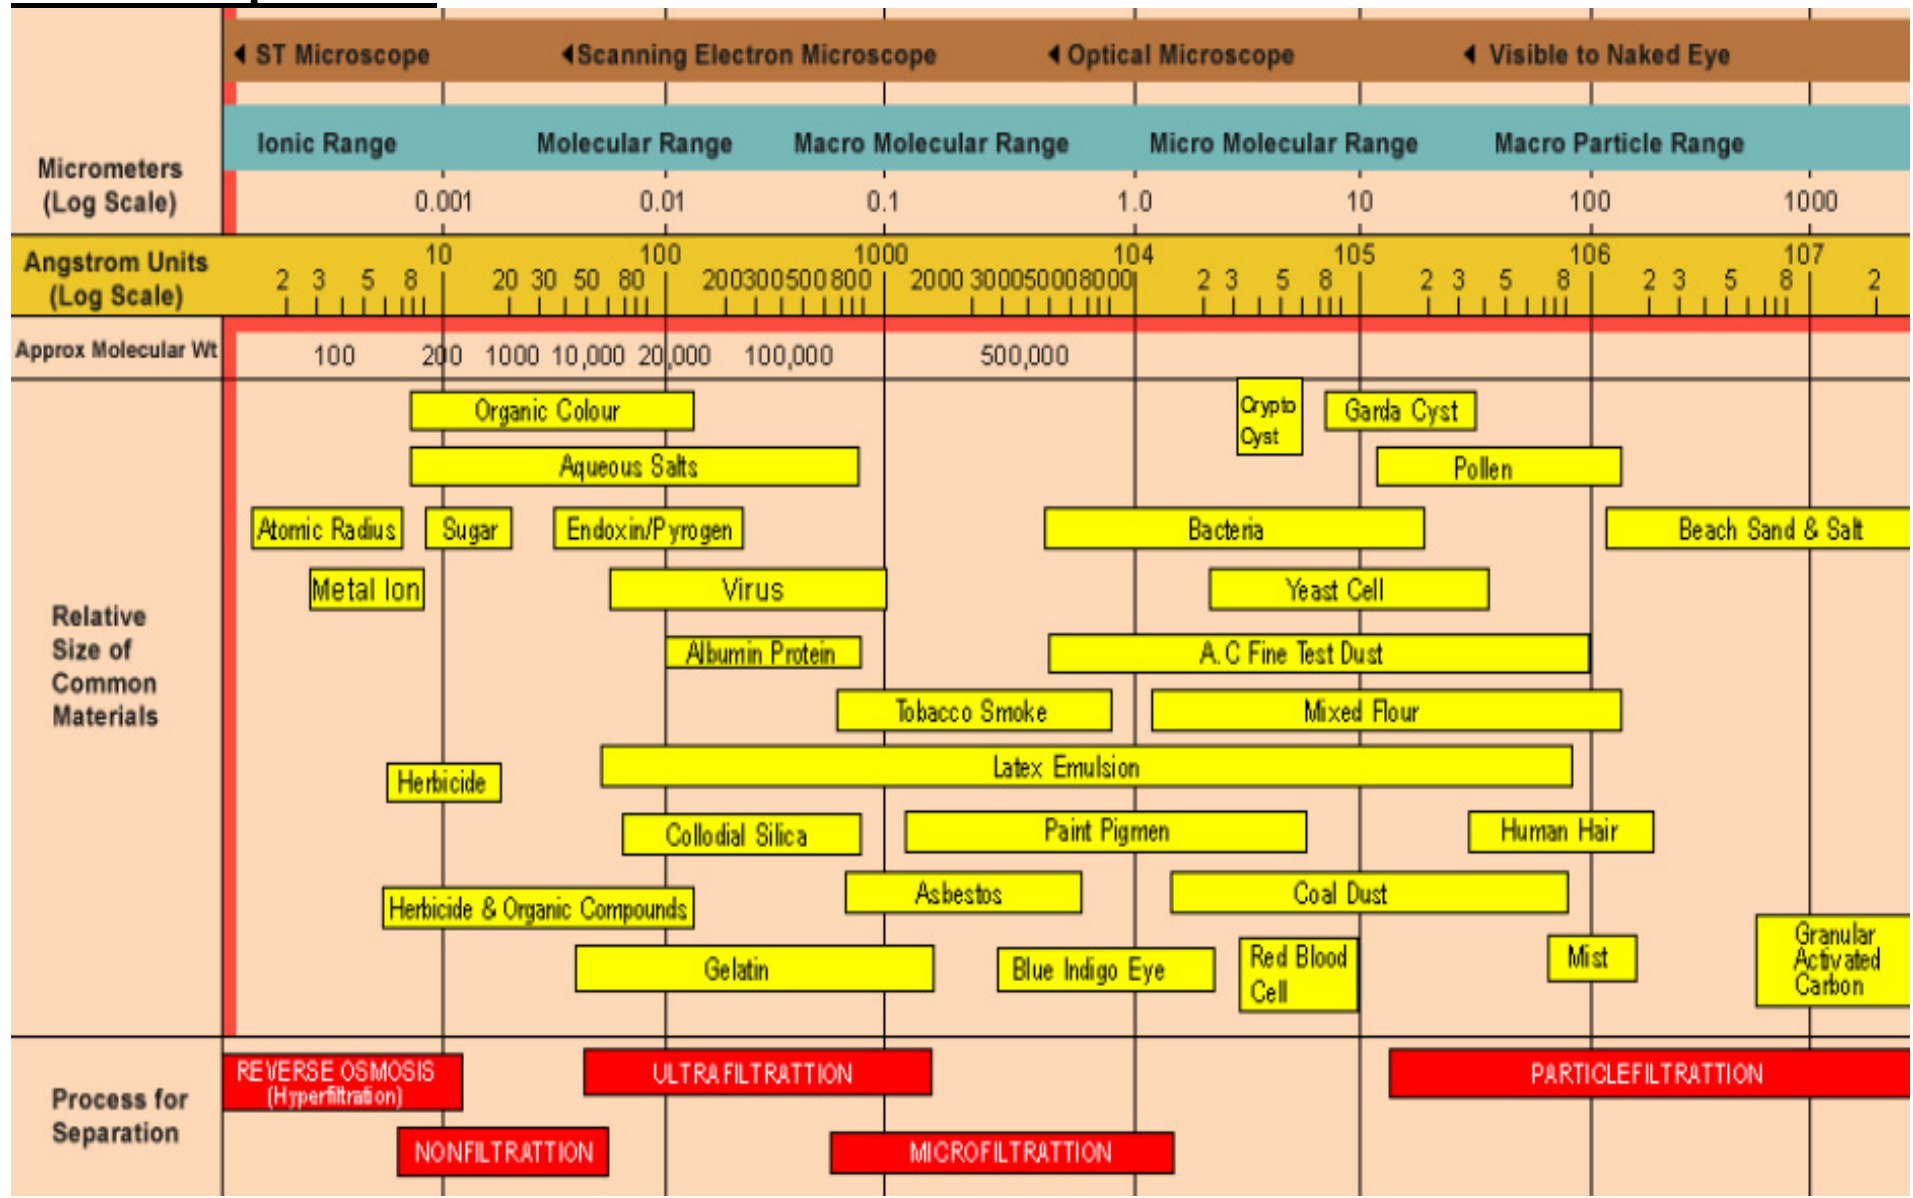 ST Microscope
Scanning Electron Microscope
Optical Microscope
Visible to Naked Eye
Ionic Range
Molecular Range
Macro Molecular Range
Micro Molecular Range
Macro Particle Range
Micrometers
(Log Scale)
0.001
0.01
0.1
1.0
10
100
1000
Angstrom Units
(Log Scale)
10
100
1000
104
105
106
107
2 3 5 8
20 30 50 80
200 300 500 800
2000 3000 5000 8000
2 3 5 8
2 3 5 8
2 3 5 8
2
Approx Molecular Wt
100
200
1000
10,000
20,000
100,000
500,000
Relative
Size of
Common
Materials
Organic Colour
Crypto
Cyst
Garda Cyst
Aqueous Salts
Pollen
Atomic Radius
Sugar
Endoxin/Pyrogen
Bacteria
Beach Sand & Salt
Metal Ion
Virus
Yeast Cell
Albumin Protein
A.C Fine Test Dust
Tobacco Smoke
Mixed Flour
Latex Emulsion
Herbicide
Collodial Silica
Paint Pigmen
Human Hair
Herbicide & Organic Compounds
Asbestos
Coal Dust
Gelatin
Blue Indigo Eye
Red Blood
Cell
Mist
Granular
Activated
Carbon
Process for
Separation
REVERSE OSMOSIS
(Hyperfiltration)
ULTRAFILTRATTION
PARTICLEFILTRATTION
NONFILTRATTION
MICROFILTRATTION